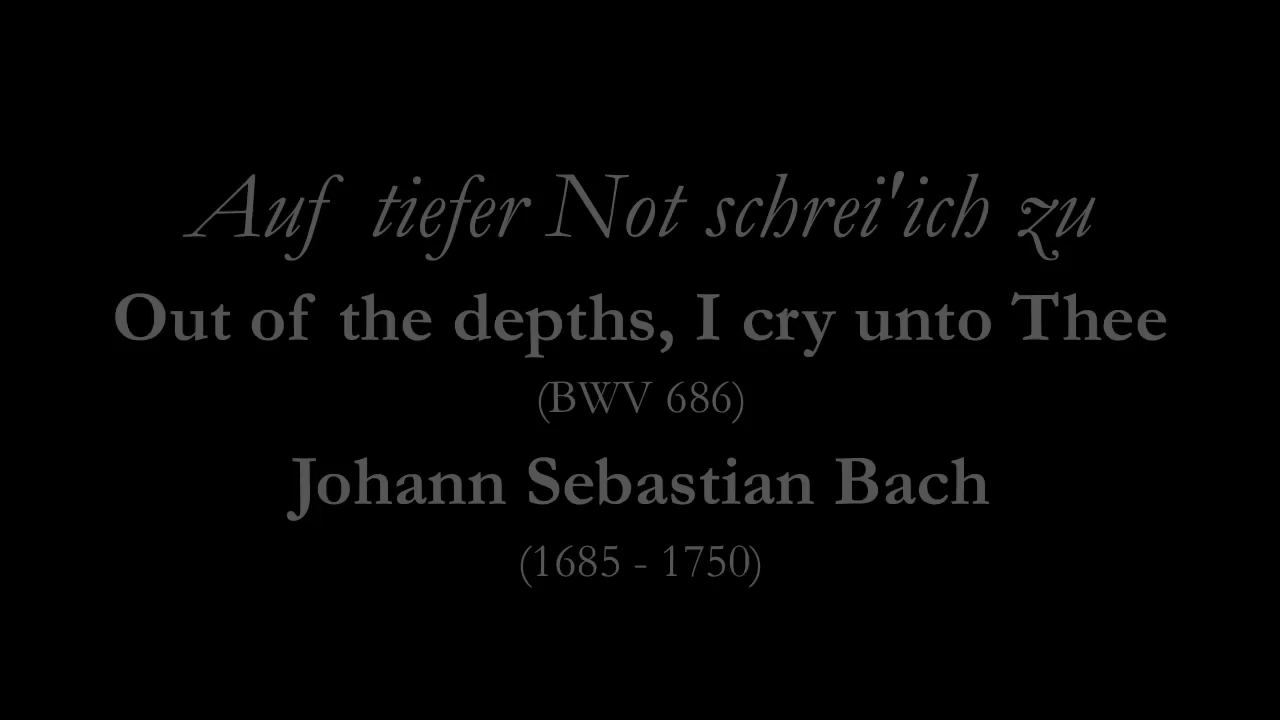 Auf tiefer Not schrei'ich zu
Out of the depths, I cry unto Thee
(BWV 686)
Johann Sebastian Bach
(1685 - 1750)